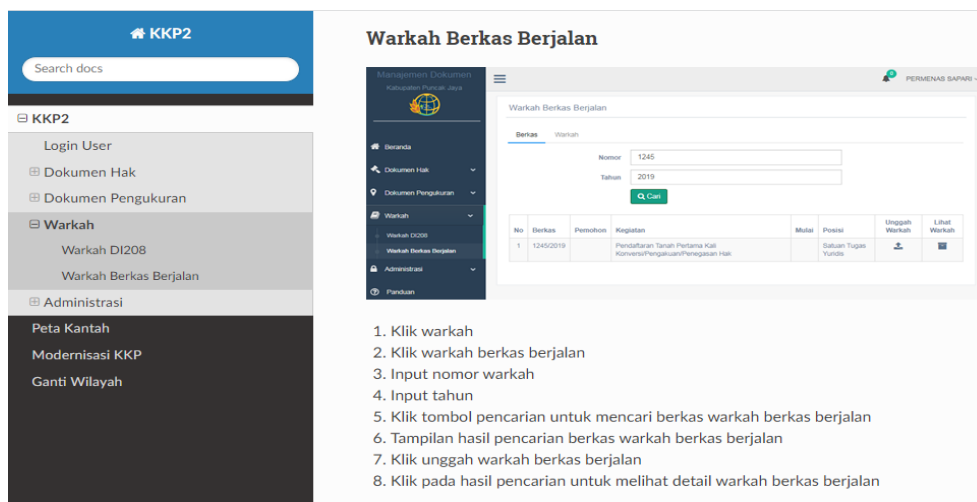 KKP2
Search docs
KKP2
Login User
Dokumen Hak
Dokumen Pengukuran
Warkah
Warkah DI208
Warkah Berkas Berjalan
Administrasi
Peta Kantah
Modernisasi KKP
Ganti Wilayah
Warkah Berkas Berjalan
Manajemen Dokumen
Kabupaten Puncak Jaya
Beranda
Dokumen Hak
Dokumen Pengukuran
Warkah
Warkah DI208
Warkah Berkas Berjalan
Administrasi
Panduan
0
PERMENAS SAPARI
Warkah Berkas Berjalan
Berkas Warkah
Nomor 1245
Tahun 2019
Cari
No Berkas Pemohon Kegiatan Mulai Posisi Unggah Warkah Lihat Warkah
1 1245/2019 Pendaftaran Tanah Pertama Kali Satuan Tugas
Konversi/Pengakuan/Penegasan Hak Yuridis
1. Klik warkah
2. Klik warkah berkas berjalan
3. Input nomor warkah
4. Input tahun
5. Klik tombol pencarian untuk mencari berkas warkah berkas berjalan
6. Tampilan hasil pencarian berkas warkah berkas berjalan
7. Klik unggah warkah berkas berjalan
8. Klik pada hasil pencarian untuk melihat detail warkah berkas berjalan